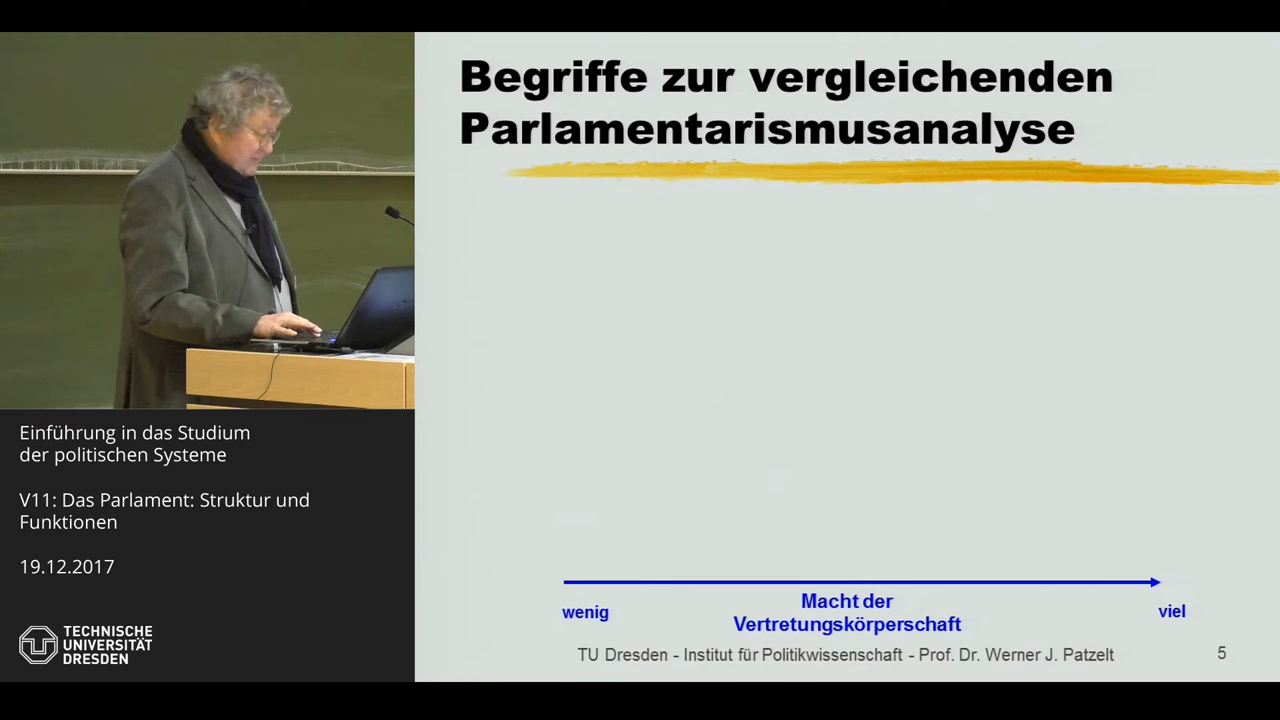 Begriffe zur vergleichenden
Parlamentarismusanalyse
Einführung in das Studium
der politischen Systeme
V11: Das Parlament: Struktur und
Funktionen
19.12.2017
TECHNISCHE
UNIVERSITÄT
DRESDEN
wenig
Macht der
Vertretungskörperschaft
viel
TU Dresden - Institut für Politikwissenschaft - Prof. Dr. Werner J. Patzelt
5